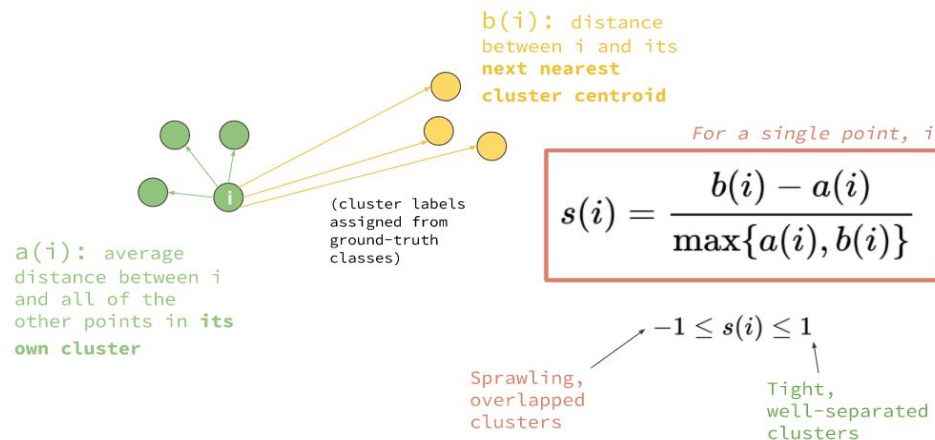 b(i): distance
between i and its
next nearest
cluster centroid
For a single point, i
i
(cluster labels
assigned from
ground-truth
classes)
s(i) = \frac{b(i) − a(i)}{max{a(i), b(i)}}
a(i): average
distance between i
and all of the
other points in its
own cluster
−1 ≤ s(i) ≤ 1
Sprawling,
overlapped
clusters
Tight,
well-separated
clusters